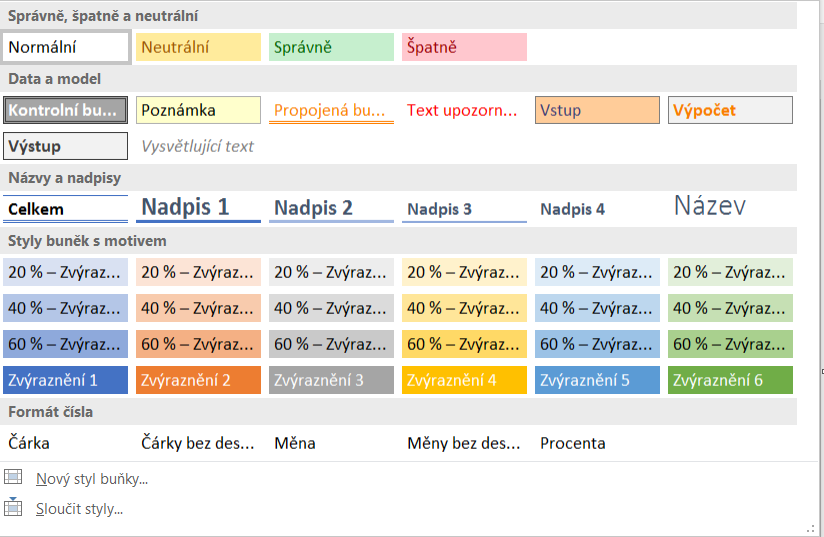 Správně, špatně a neutrální
Normální Neutrální Správně Špatně
Data a model
Kontrolní bu... Poznámka Propojená bu... Text upozorn... Vstup Výpočet
Výstup Vysvětlující text
Názvy a nadpisy
Celkem Nadpis 1 Nadpis 2 Nadpis 3 Nadpis 4 Název
Styly buněk s motivem
20 % – Zvýraz... 20 % – Zvýraz... 20 % – Zvýraz... 20 % – Zvýraz... 20 % – Zvýraz... 20 % – Zvýraz...
40 % – Zvýraz... 40 % – Zvýraz... 40 % – Zvýraz... 40 % – Zvýraz... 40 % – Zvýraz... 40 % – Zvýraz...
60 % – Zvýraz... 60 % – Zvýraz... 60 % – Zvýraz... 60 % – Zvýraz... 60 % – Zvýraz... 60 % – Zvýraz...
Zvýraznění 1 Zvýraznění 2 Zvýraznění 3 Zvýraznění 4 Zvýraznění 5 Zvýraznění 6
Formát čísla
Čárka Čárky bez des... Měna Měny bez des... Procenta
Nový styl buňky...
Sloučit styly...